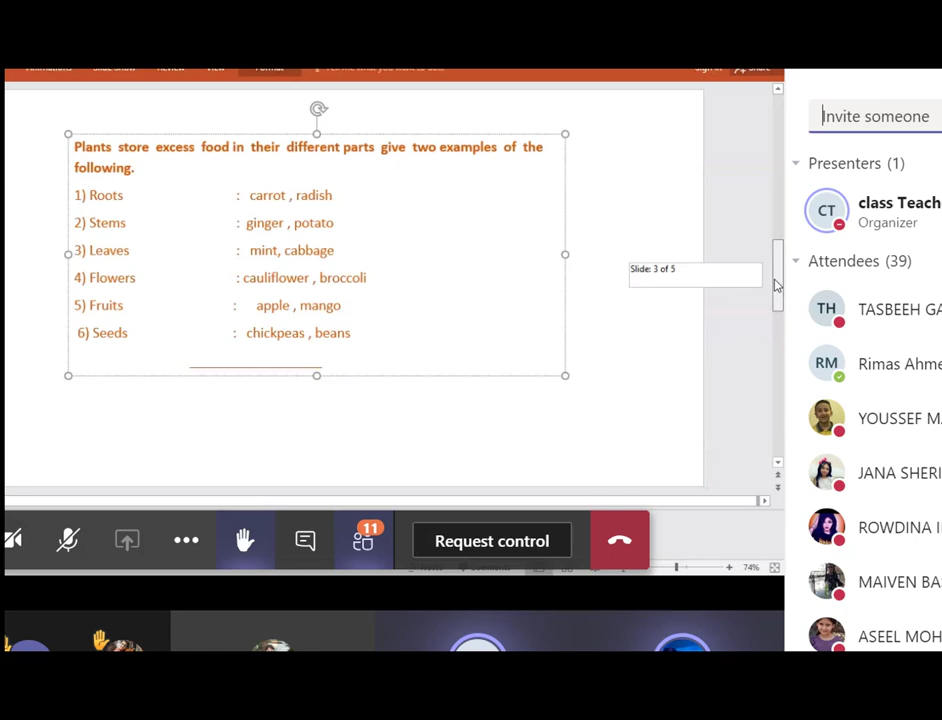 Plants store excess food in their different parts give two examples of the
following.
1) Roots : carrot , radish
2) Stems : ginger , potato
3) Leaves : mint, cabbage
4) Flowers : cauliflower , broccoli
5) Fruits : apple , mango
6) Seeds : chickpeas , beans
Slide: 3 of 5
Invite someone
Presenters (1)
CT class Teach
Organizer
Attendees (39)
TH TASBEEH GA
RM Rimas Ahme
YOUSSEF MA
JANA SHERI
ROWDINA I
MAIVEN BA
ASEEL MOH
11
Request control
74%